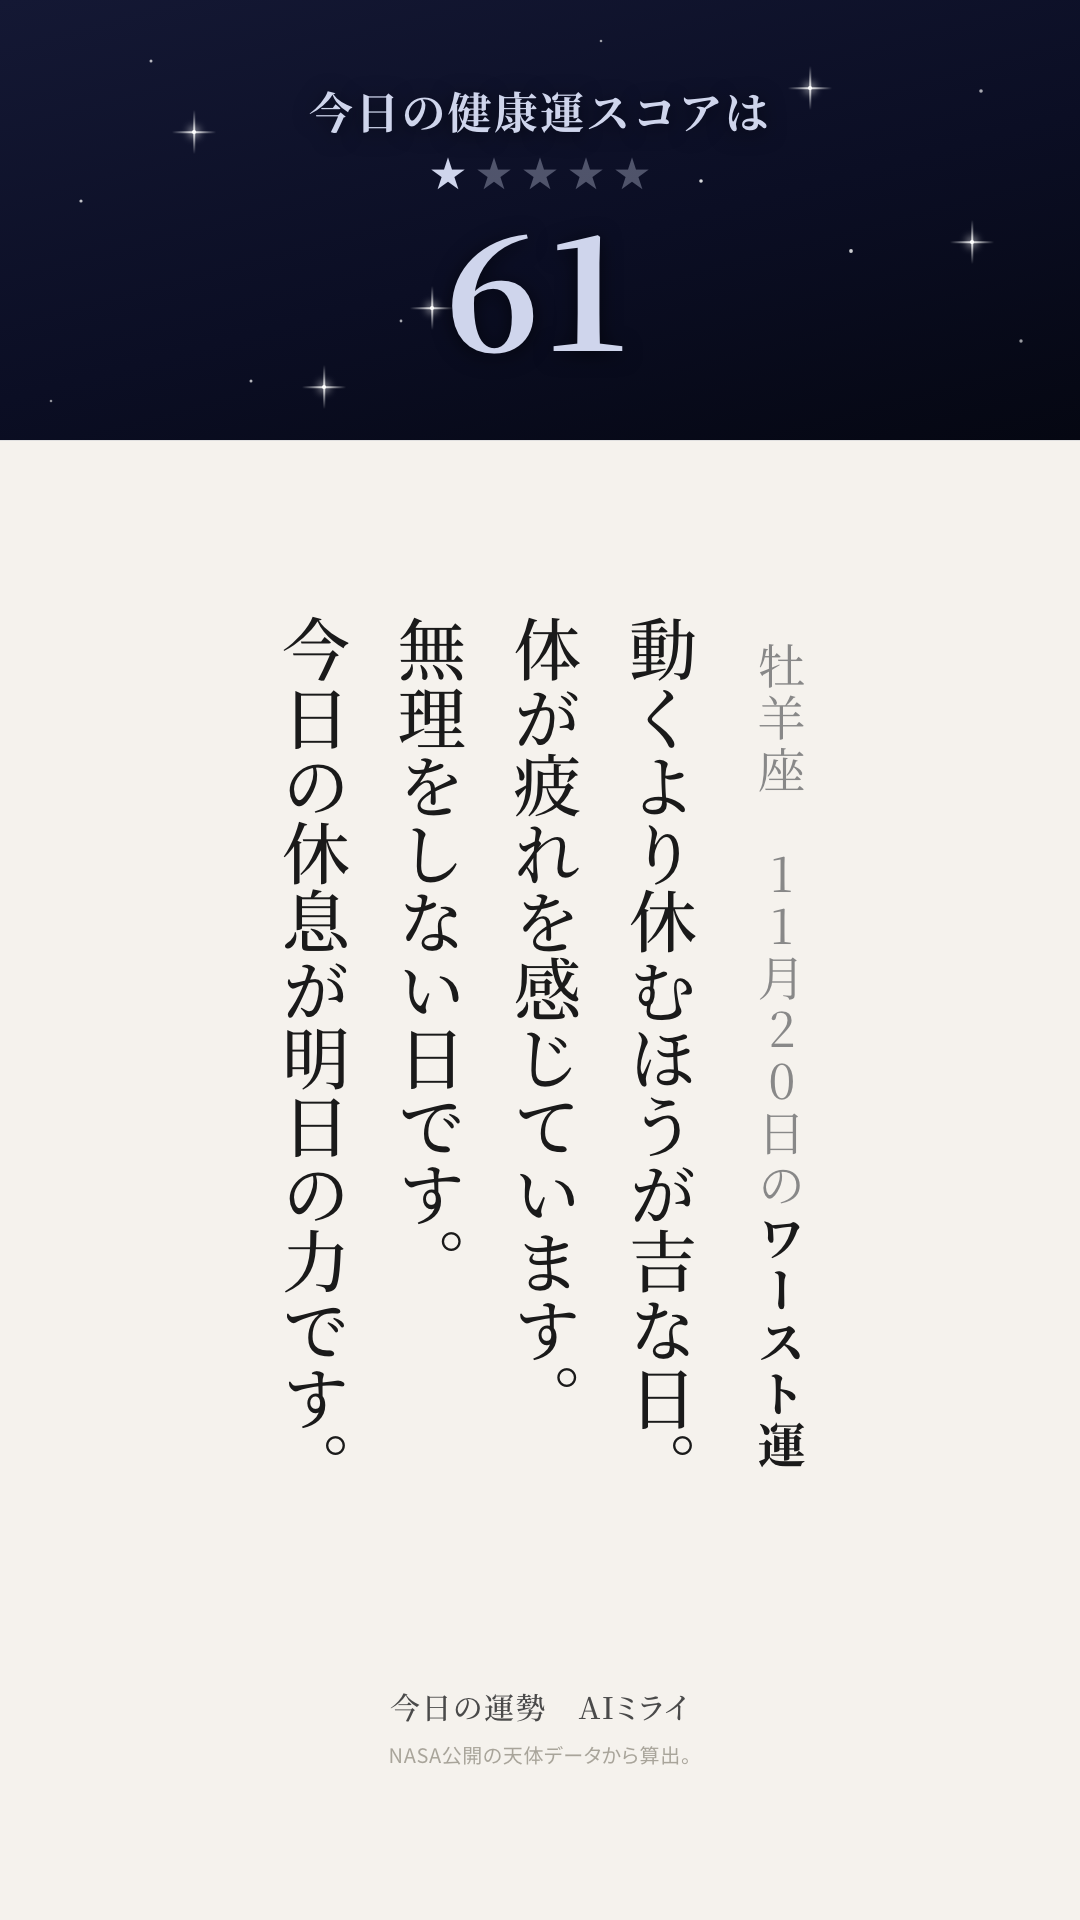 今日の健康運スコアは
★★★★★
61
牡羊座　11月20日のワースト運
動くより休むほうが吉な日。
体が疲れを感じています。
無理をしない日です。
今日の休息が明日の力です。
今日の運勢　AIミライ
NASA公開の天体データから算出。